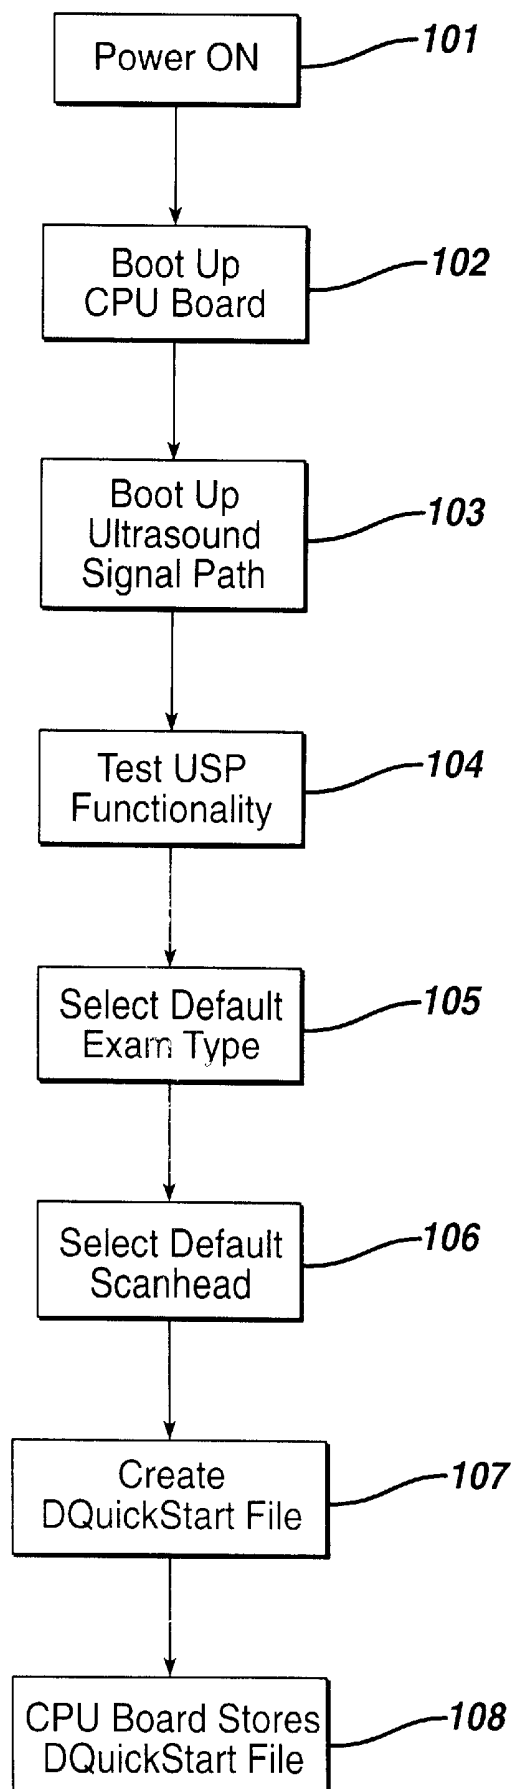 Power ON
101
Boot Up
CPU Board
102
Boot Up
Ultrasound
Signal Path
103
Test USP
Functionality
104
Select Default
Exam Type
105
Select Default
Scanhead
106
Create
DQuickStart File
107
CPU Board Stores
DQuickStart File
108